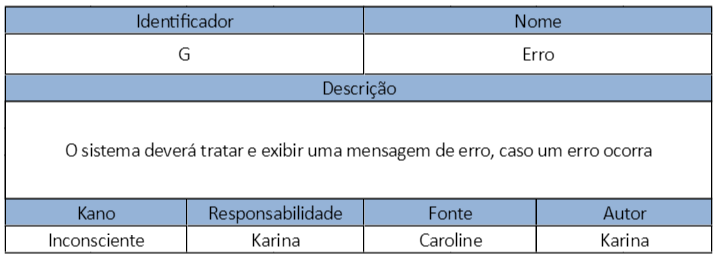 Identificador Nome
G Erro
Descrição
O sistema deverá tratar e exibir uma mensagem de erro, caso um erro ocorra
Kano Responsabilidade Fonte Autor
Inconsciente Karina Caroline Karina